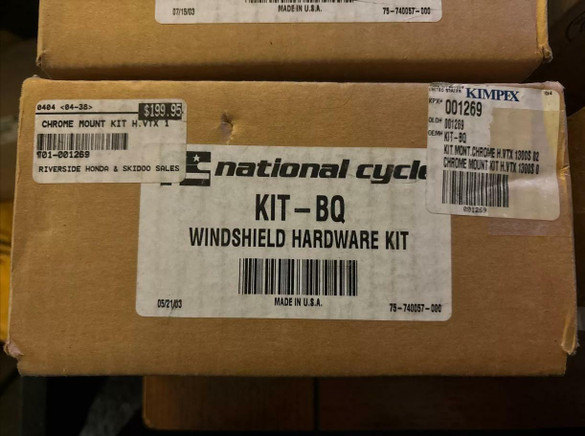 07/15/03
MADE IN U.S.A.
75-740057-000
0404 <04-38>
$199.95
CHROME MOUNT KIT H.VTX 1
T01-001269
RIVERSIDE HONDA & SKIDOO SALES
KIMPEX
001269
001269
KIT-BQ
KIT MONT.CHROME H.VTX 1300S 02
CHROME MOUNT KIT H.VTX 1300S 0
001269
national cycle
KIT-BQ
WINDSHIELD HARDWARE KIT
05/21/03
MADE IN U.S.A.
75-740057-000